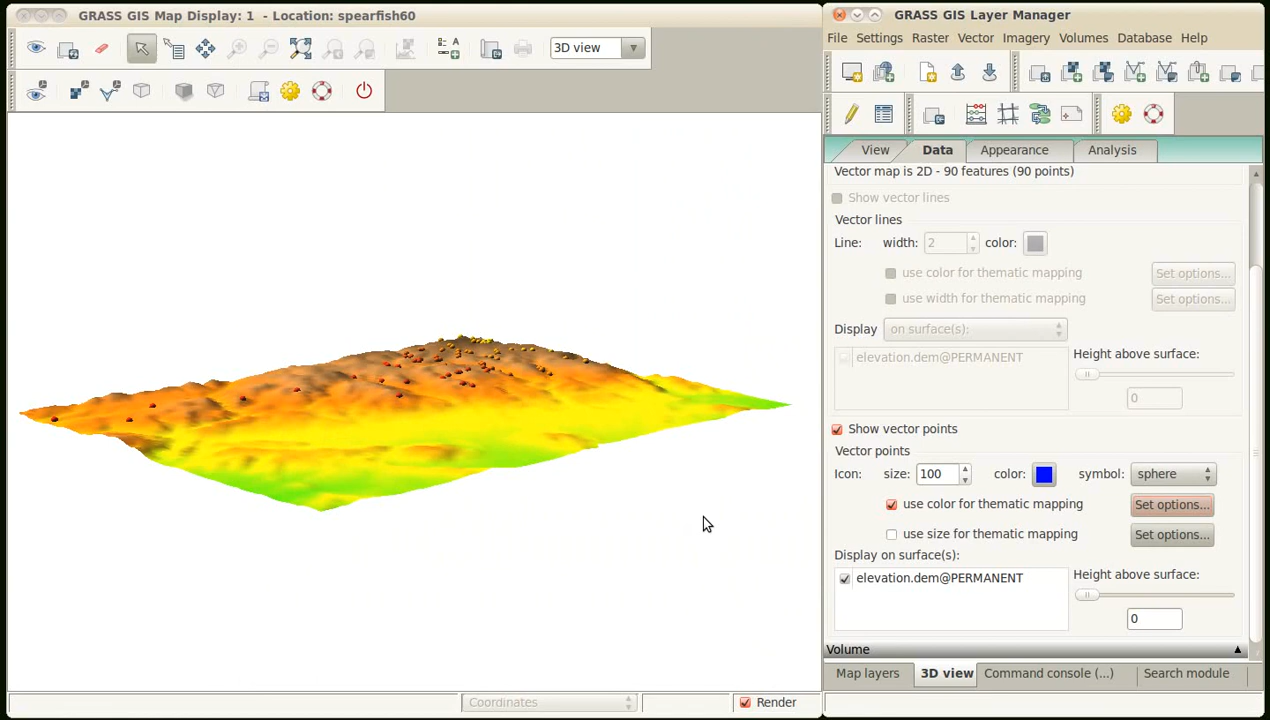 GRASS GIS Map Display: 1 - Location: spearfish60
3D view
Coordinates
Render
GRASS GIS Layer Manager
File Settings Raster Vector Imagery Volumes Database Help
View Data Appearance Analysis
Vector map is 2D - 90 features (90 points)
Show vector lines
Vector lines
Line: width: 2 color:
use color for thematic mapping Set options...
use width for thematic mapping Set options...
Display on surface(s):
elevation.dem@PERMANENT Height above surface:
0
Show vector points
Vector points
Icon: size: 100 color: symbol: sphere
use color for thematic mapping Set options...
use size for thematic mapping Set options...
Display on surface(s):
elevation.dem@PERMANENT Height above surface:
0
Volume
Map layers 3D view Command console (...) Search module